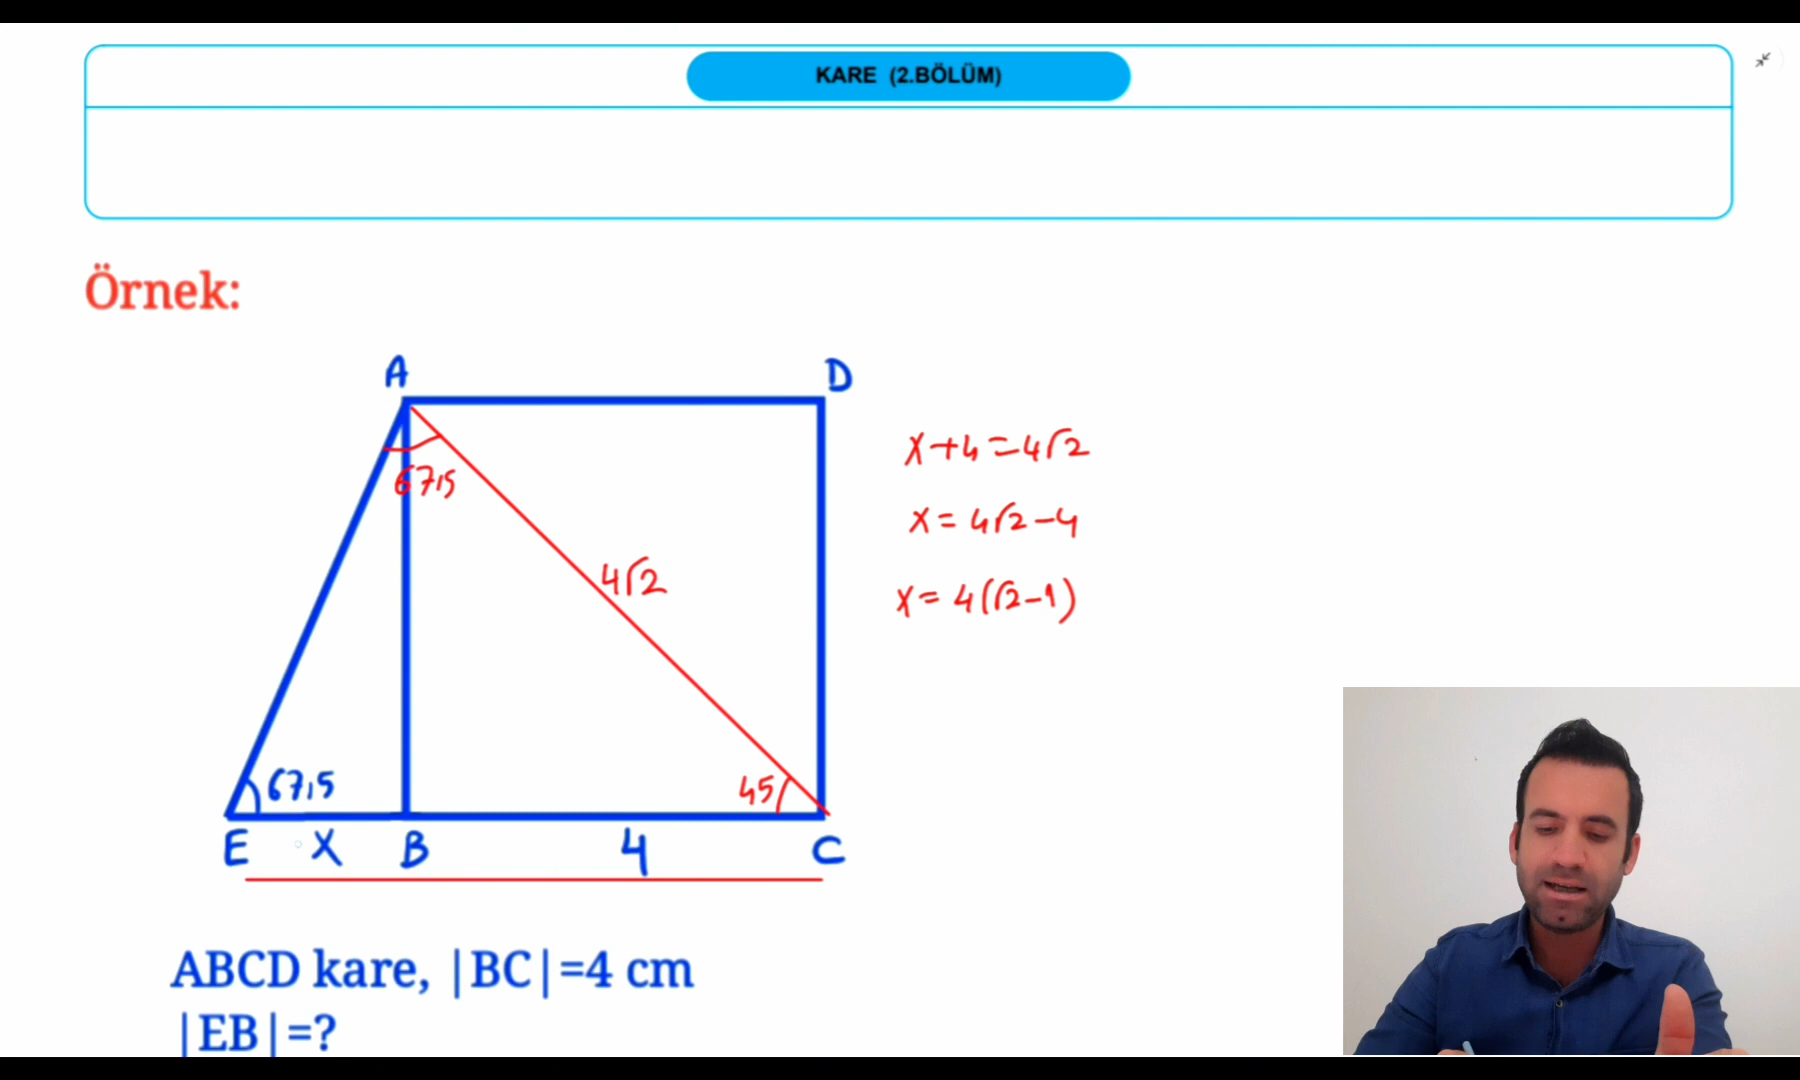 KARE (2.BÖLÜM)
Örnek:
A
D
67,5
4√2
x+4=4√2
x=4√2-4
x=4(√2-1)
67,5
45
E
x
B
4
C
ABCD kare, |BC|=4 cm
|EB|=?